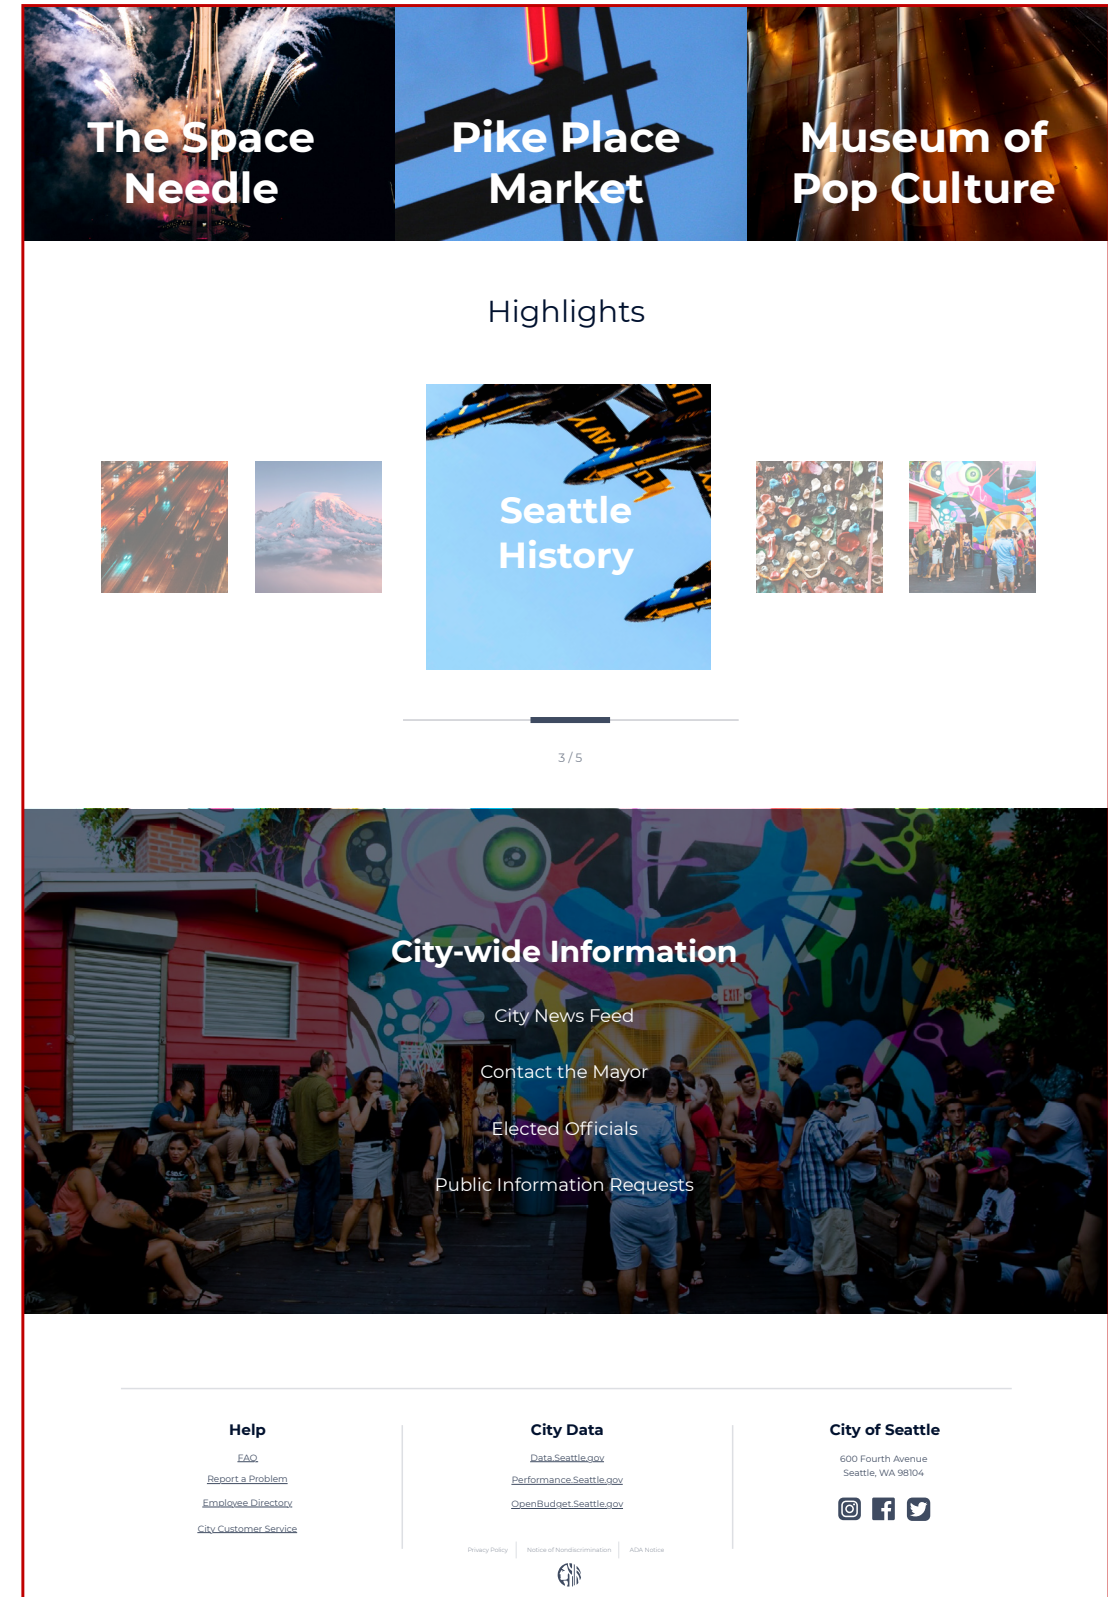 The Space
Needle
Pike Place
Market
Museum of
Pop Culture
Highlights
NAVY
US
Seattle
History
3 / 5
City-wide Information
EXIT
City News Feed
Contact the Mayor
Elected Officials
Public Information Requests
Help
FAQ
Report a Problem
Employee Directory
City Customer Service
City Data
Data.Seattle.gov
Performance.Seattle.gov
OpenBudget.Seattle.gov
City of Seattle
600 Fourth Avenue
Seattle, WA 98104
Privacy Policy
Notice of Nondiscrimination
ADA Notice